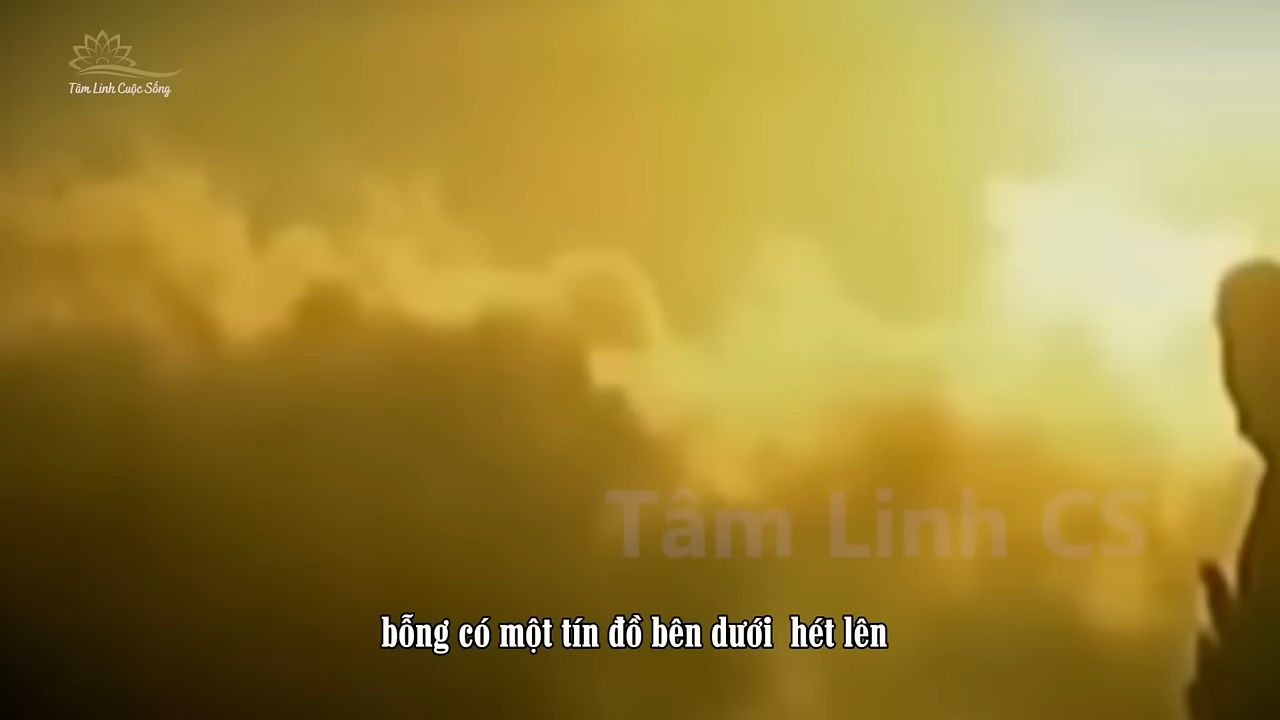 Tâm Linh Cuộc Sống
Tâm Linh CS
bỗng có một tín đồ bên dưới hét lên